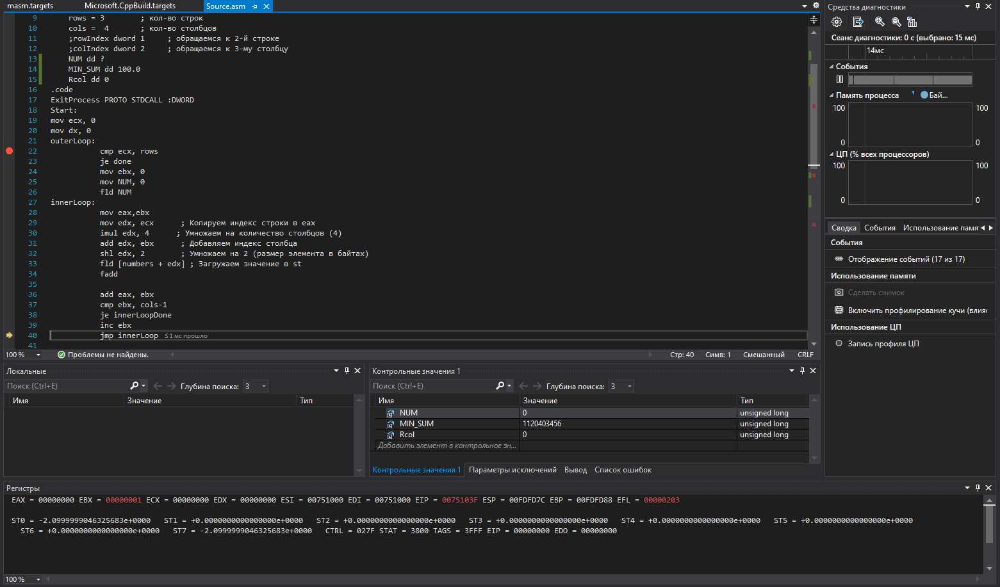 masm.targets Microsoft.CppBuild.targets Source.asm
9 rows = 3 ; кол-во строк
10 cols = 4 ; кол-во столбцов
11 ;rowIndex dword 1 ; обращаемся к 2-й строке
12 ;colIndex dword 2 ; обращаемся к 3-му столбцу
13 NUM dd ?
14 MIN_SUM dd 100.0
15 Rcol dd 0
16 .code
17 ExitProcess PROTO STDCALL :DWORD
18 Start:
19 mov ecx, 0
20 mov dx, 0
21 outerLoop:
22 cmp ecx, rows
23 je done
24 mov ebx, 0
25 mov NUM, 0
26 fld NUM
27 innerLoop:
28 mov eax,ebx
29 mov edx, ecx ; Копируем индекс строки в eax
30 imul edx, 4 ; Умножаем на количество столбцов (4)
31 add edx, ebx ; Добавляем индекс столбца
32 shl edx, 2 ; Умножаем на 2 (размер элемента в байтах)
33 fld [numbers + edx] ; Загружаем значение в st
34 fadd
35
36 add eax, ebx
37 cmp ebx, cols-1
38 je innerLoopDone
39 inc ebx
40 jmp innerLoop ≤ 1 мс прошло
41
100 % Проблемы не найдены. Стр: 40 Симв: 1 Смешанный CRLF
Локальные
Поиск (Ctrl+E) Глубина поиска: 3
Имя Значение Тип
Контрольные значения 1
Поиск (Ctrl+E) Глубина поиска: 3
Имя Значение Тип
NUM 0 unsigned long
MIN_SUM 1120403456 unsigned long
Rcol 0 unsigned long
Добавить элемент в контрольное зн...
Контрольные значения 1 Параметры исключений Вывод Список ошибок
Регистры
EAX = 00000000 EBX = 00000001 ECX = 00000000 EDX = 00000000 ESI = 00751000 EDI = 00751000 EIP = 0075103F ESP = 00FDFD7C EBP = 00FDFD88 EFL = 00000203
ST0 = -2.0999999046325683e+0000 ST1 = +0.0000000000000000e+0000 ST2 = +0.0000000000000000e+0000 ST3 = +0.0000000000000000e+0000 ST4 = +0.0000000000000000e+0000 ST5 = +0.0000000000000000e+0000
ST6 = +0.0000000000000000e+0000 ST7 = -2.0999999046325683e+0000 CTRL = 027F STAT = 3800 TAGS = 3FFF EIP = 00000000 EDO = 00000000
100 %
Средства диагностики
Сеанс диагностики: 0 с (выбрано: 15 мс)
14мс
События
Память процесса Бай...
100 100
0 0
ЦП (% всех процессоров)
100 100
0 0
Сводка События Использование памят
События
Отображение событий (17 из 17)
Использование памяти
Сделать снимок
Включить профилирование кучи (влияе
Использование ЦП
Запись профиля ЦП